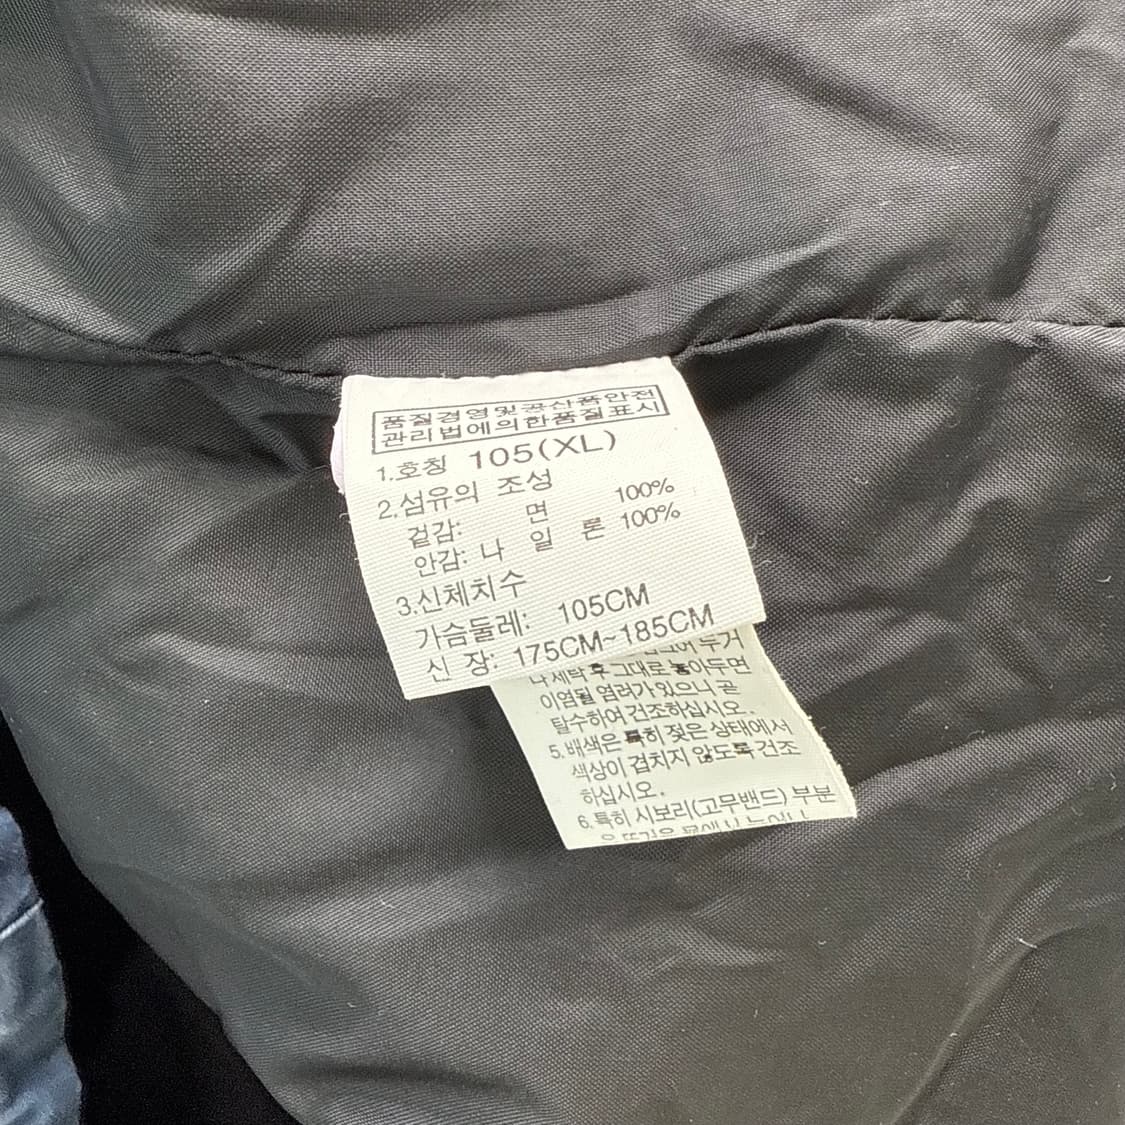 품질경영및공산품안전
관리법에의한품질표시
1.호칭 105(XL)
2.섬유의 조성
겉감: 면 100%
안감: 나 일 론 100%
3.신체치수
가슴둘레: 105CM
신 장: 175CM~185CM
두거
나 세탁 후 그대로 놓아두면
이염될 염려가 있으니 곧
탈수하여 건조하십시오.
5.배색은 특히 젖은 상태에서
색상이 겹치지 않도록 건조
하십시오.
6.특히 시보리(고무밴드) 부분